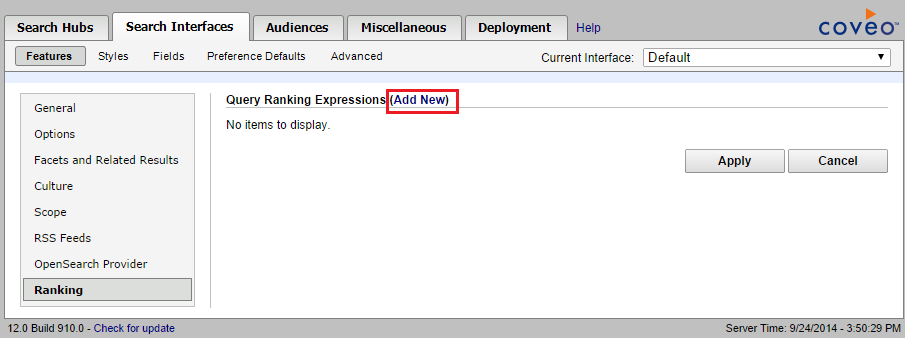 Search Hubs Search Interfaces Audiences Miscellaneous Deployment Help coveo™
Features Styles Fields Preference Defaults Advanced Current Interface: Default
General
Options
Facets and Related Results
Culture
Scope
RSS Feeds
OpenSearch Provider
Ranking
Query Ranking Expressions (Add New)
No items to display.
Apply Cancel
12.0 Build 910.0 - Check for update Server Time: 9/24/2014 - 3:50:29 PM